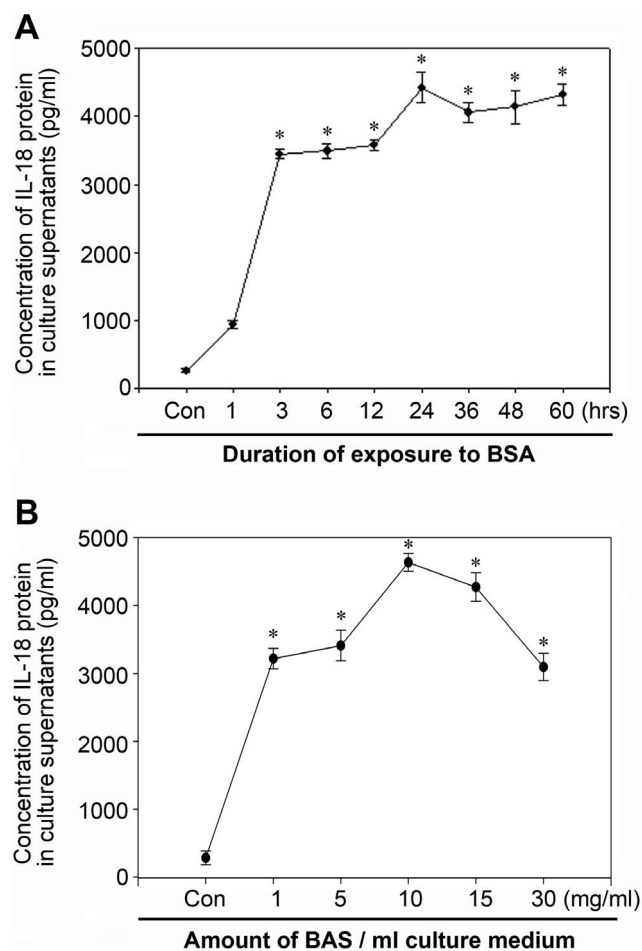 A
Concentration of IL-18 protein
in culture supernatants (pg/ml)
5000
4000
3000
2000
1000
0
* * * * * * * *
Con 1 3 6 12 24 36 48 60 (hrs)
Duration of exposure to BSA
B
Concentration of IL-18 protein
in culture supernatants (pg/ml)
5000
4000
3000
2000
1000
0
* * * * *
Con 1 5 10 15 30 (mg/ml)
Amount of BAS / ml culture medium